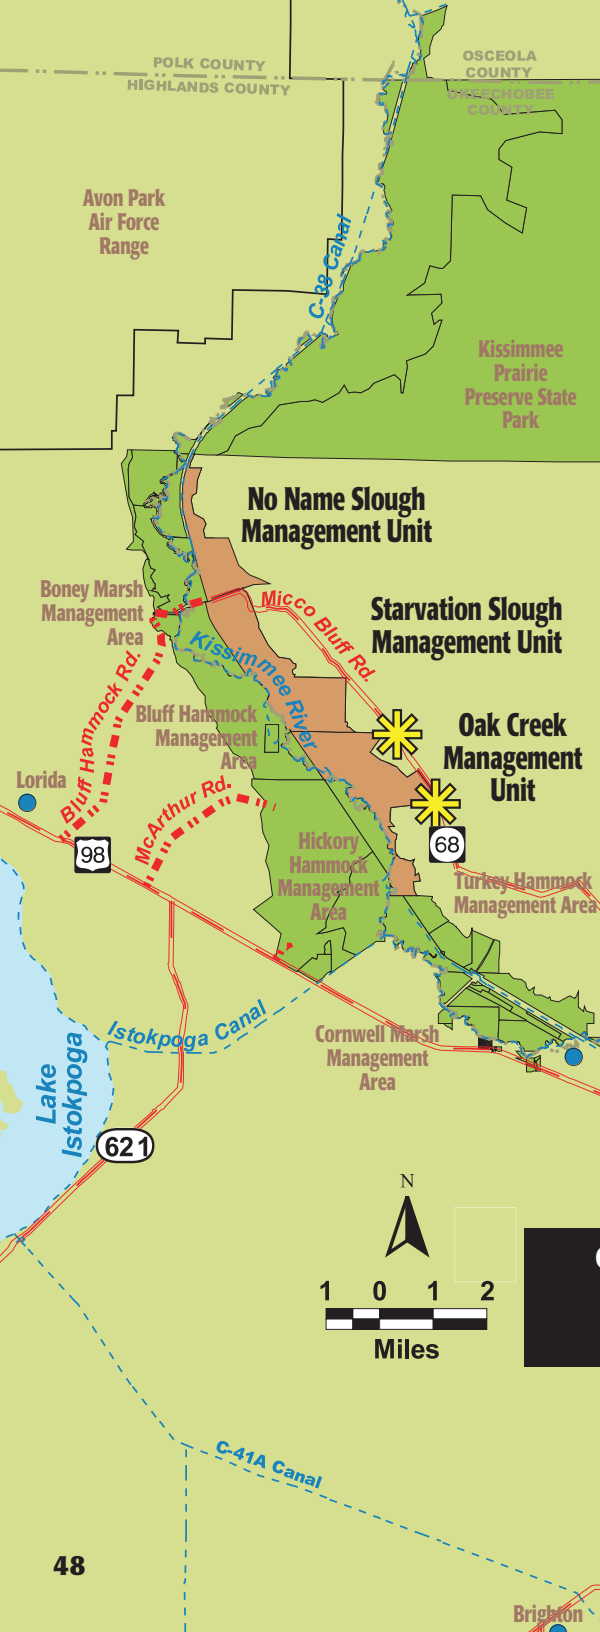 POLK COUNTY
OSCEOLA
COUNTY
HIGHLANDS COUNTY
OKEECHOBEE
COUNTY
Avon Park
Air Force
Range
C-38 Canal
Kissimmee
Prairie
Preserve State
Park
No Name Slough
Management Unit
Boney Marsh
Management
Area
Micco Bluff Rd.
Starvation Slough
Management Unit
Kissimmee River
Bluff Hammock Rd.
Bluff Hammock
Management
Area
Oak Creek
Management
Unit
Lorida
McArthur Rd.
98
68
Hickory
Hammock
Management
Area
Turkey Hammock
Management Area
Istokpoga Canal
Cornwell Marsh
Management
Area
Lake
Istokpoga
621
N
1 0 1 2
Miles
C-41A Canal
48
Brighton